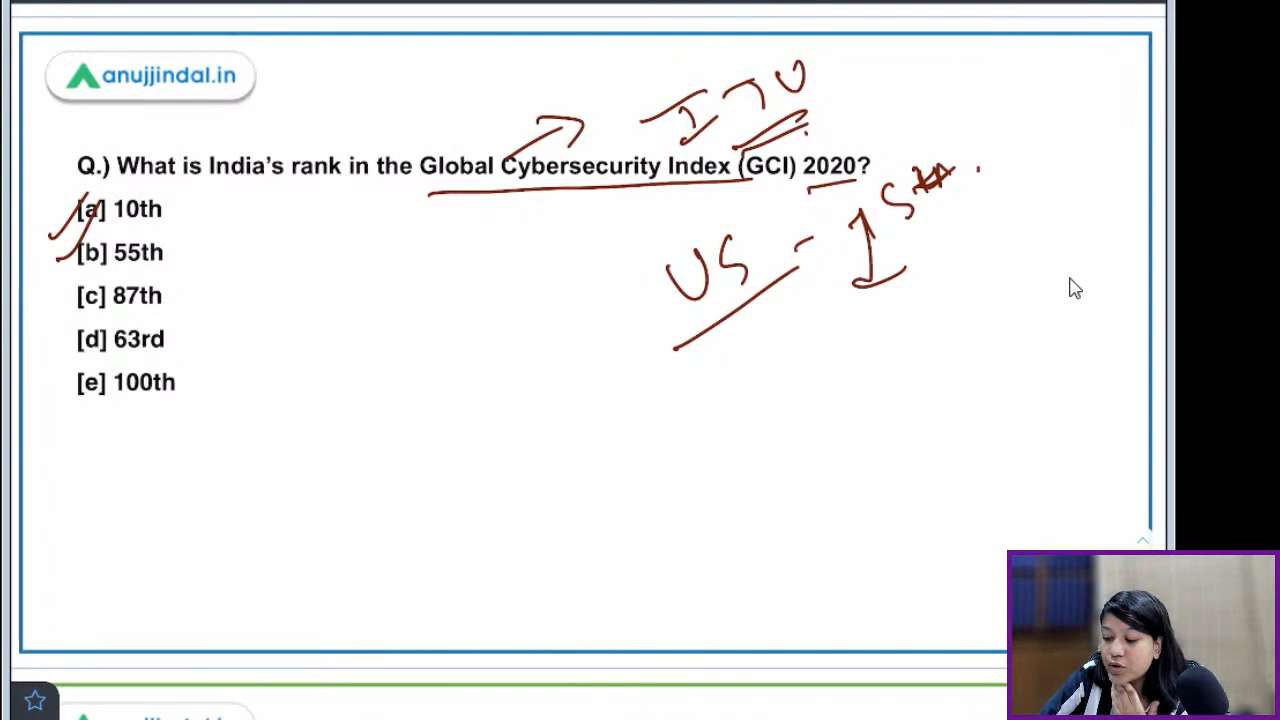 anujjindal.in
ITU
Q.) What is India's rank in the Global Cybersecurity Index (GCI) 2020?
[a] 10th
[b] 55th
[c] 87th
[d] 63rd
[e] 100th
US - 1st